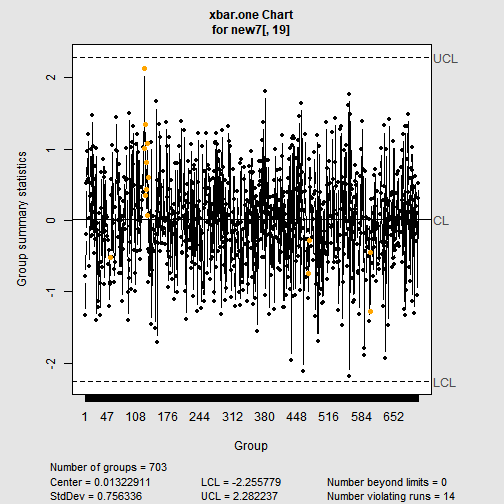 xbar.one Chart
for new7[, 19]
UCL
CL
LCL
Group summary statistics
2
1
0
-1
-2
1 47 108 176 244 312 380 448 516 584 652
Group
Number of groups = 703
Center = 0.01322911 LCL = -2.255779 Number beyond limits = 0
StdDev = 0.756336 UCL = 2.282237 Number violating runs = 14